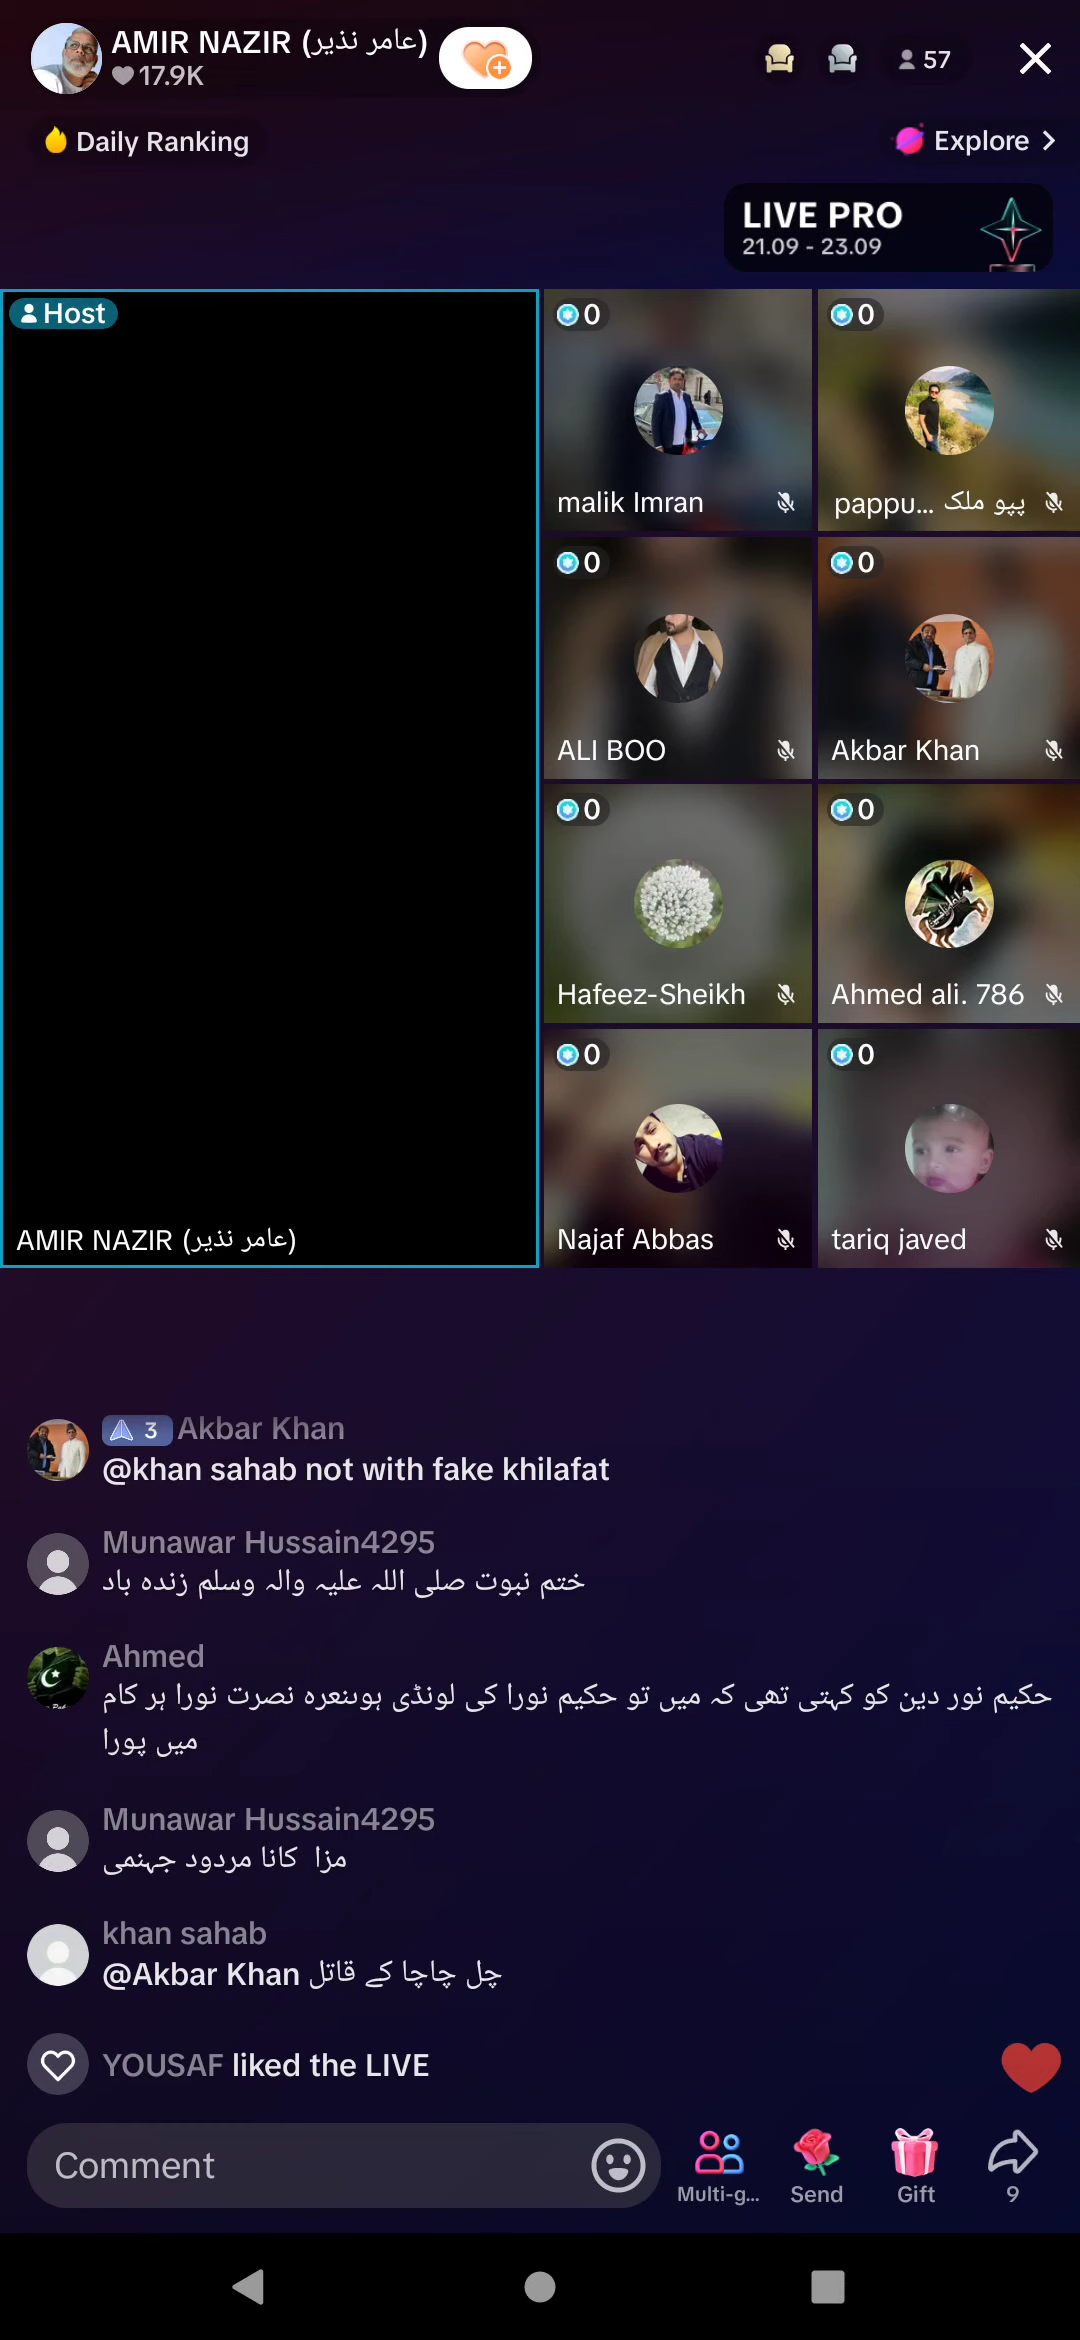 AMIR NAZIR (عامر نذیر)
17.9K
57
Daily Ranking
Explore
LIVE PRO
21.09 - 23.09
Host
AMIR NAZIR (عامر نذیر)
0
malik Imran
0
pappu... پپو ملک
0
ALI BOO
0
Akbar Khan
0
Hafeez-Sheikh
0
Ahmed ali. 786
0
Najaf Abbas
0
tariq javed
3 Akbar Khan
@khan sahab not with fake khilafat
Munawar Hussain4295
ختم نبوت صلی اللہ علیہ والہ وسلم زندہ باد
Ahmed
حکیم نور دین کو کہتی تھی کہ میں تو حکیم نورا کی لونڈی ہوںنعرہ نصرت نورا ہر کام
میں پورا
Munawar Hussain4295
مزا کانا مردود جہنمی
khan sahab
@Akbar Khan چل چاچا کے قاتل
YOUSAF liked the LIVE
Comment
Multi-g...
Send
Gift
9